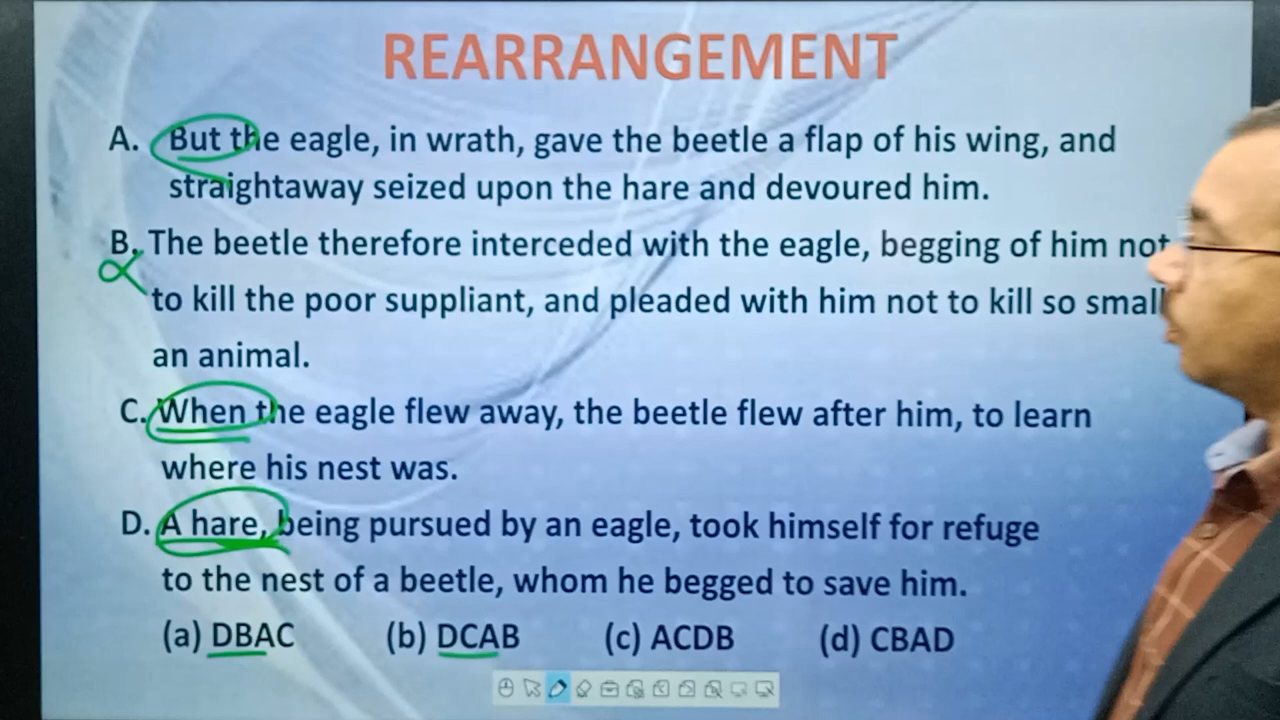 REARRANGEMENT
A. But the eagle, in wrath, gave the beetle a flap of his wing, and
straightaway seized upon the hare and devoured him.
B. The beetle therefore interceded with the eagle, begging of him not
to kill the poor suppliant, and pleaded with him not to kill so small
an animal.
C. When the eagle flew away, the beetle flew after him, to learn
where his nest was.
D. A hare, being pursued by an eagle, took himself for refuge
to the nest of a beetle, whom he begged to save him.
(a) DBAC (b) DCAB (c) ACDB (d) CBAD